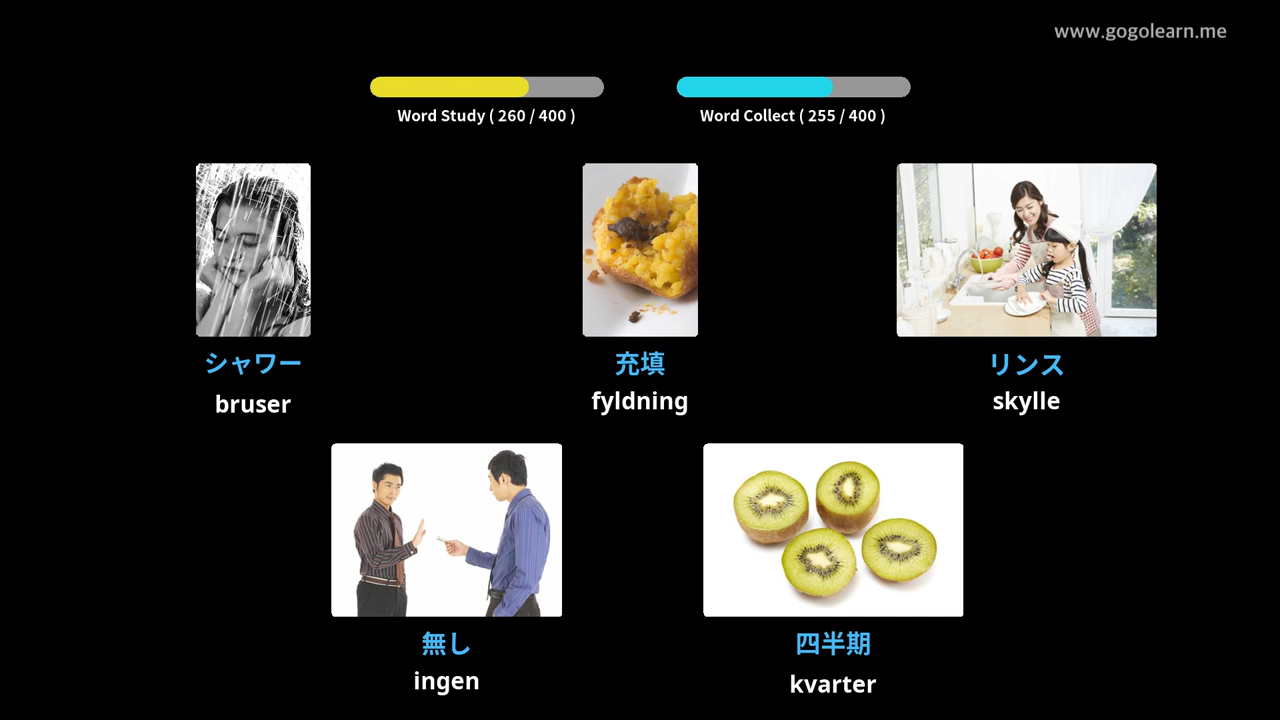 www.gogolearn.me
Word Study ( 260 / 400 )
Word Collect ( 255 / 400 )
シャワー
bruser
充填
fyldning
リンス
skylle
無し
ingen
四半期
kvarter